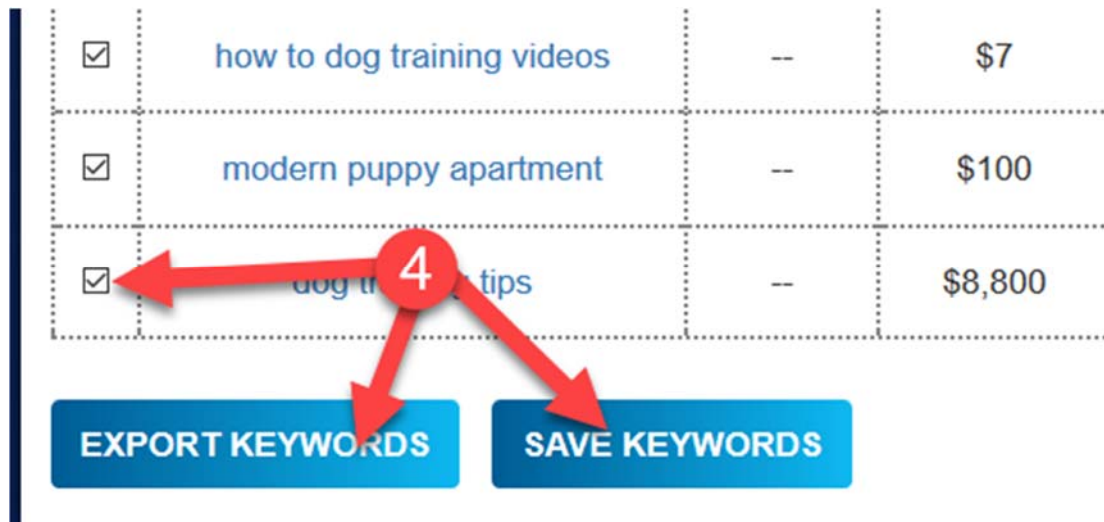 how to dog training videos -- $7
modern puppy apartment -- $100
4
dog tips -- $8,800
EXPORT KEYWORDS SAVE KEYWORDS